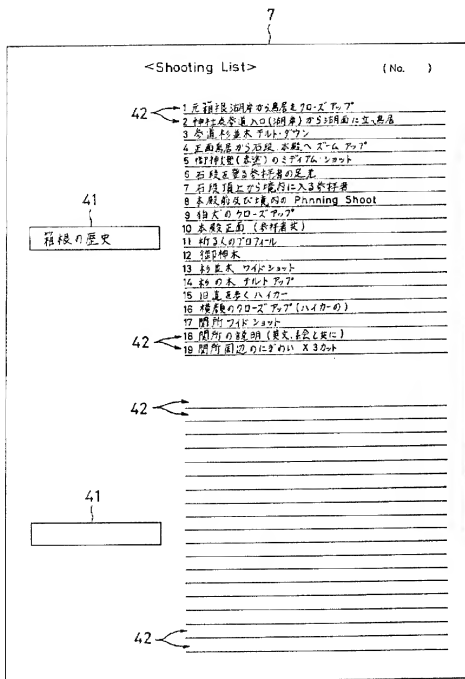 7
<Shooting List>
(No. )
42
1 元箱根湖岸から鳥居をクローズアップ
2 神社表参道入口(湖岸)から湖面に立つ鳥居
3 参道杉並木チルト・ダウン
4 正面鳥居から石段、本殿へズームアップ
5 御神燈(赤塗)のミディアムショット
6 石段を登る参拝者の足元
41
7 石段頂上から境内に入る参拝者
8 本殿前及び境内の Panning Shoot
箱根の歴史
9 狛犬のクローズアップ
10 本殿正面(参拝者営)
11 祈る人のプロフィール
12 御神木
13 杉並木 ワイドショット
14 杉の木 チルトアップ
15 旧道を歩くハイカー
16 横顔のクローズアップ(ハイカーの)
17 関所ワイドショット
42
18 関所の説明(英文,
19 関所周辺のにぎわい X3カット
42
41
42